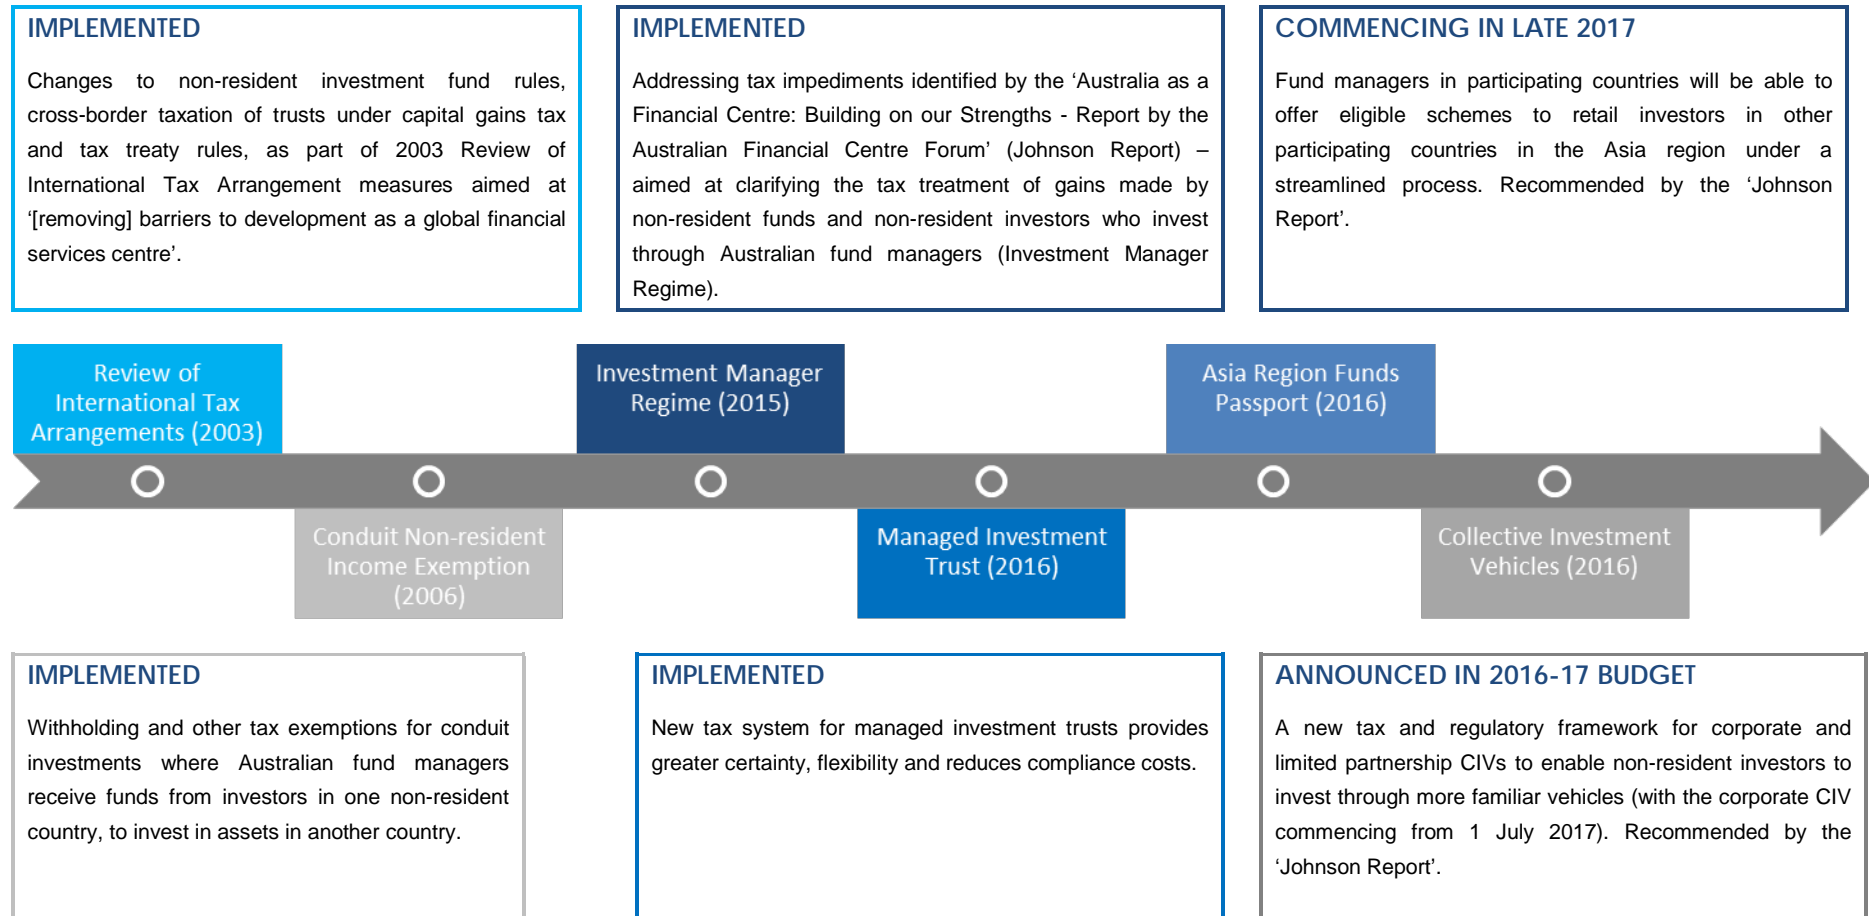 IMPLEMENTED
Changes to non-resident investment fund rules,
cross-border taxation of trusts under capital gains tax
and tax treaty rules, as part of 2003 Review of
International Tax Arrangement measures aimed at
‘[removing] barriers to development as a global financial
services centre’.
IMPLEMENTED
Addressing tax impediments identified by the ‘Australia as a
Financial Centre: Building on our Strengths - Report by the
Australian Financial Centre Forum’ (Johnson Report) –
aimed at clarifying the tax treatment of gains made by
non-resident funds and non-resident investors who invest
through Australian fund managers (Investment Manager
Regime).
COMMENCING IN LATE 2017
Fund managers in participating countries will be able to
offer eligible schemes to retail investors in other
participating countries in the Asia region under a
streamlined process. Recommended by the ‘Johnson
Report’.
Review of
International Tax
Arrangements (2003)
Investment Manager
Regime (2015)
Asia Region Funds
Passport (2016)
Conduit Non-resident
Income Exemption
(2006)
Managed Investment
Trust (2016)
Collective Investment
Vehicles (2016)
IMPLEMENTED
Withholding and other tax exemptions for conduit
investments where Australian fund managers
receive funds from investors in one non-resident
country, to invest in assets in another country.
IMPLEMENTED
New tax system for managed investment trusts provides
greater certainty, flexibility and reduces compliance costs.
ANNOUNCED IN 2016-17 BUDGET
A new tax and regulatory framework for corporate and
limited partnership CIVs to enable non-resident investors to
invest through more familiar vehicles (with the corporate CIV
commencing from 1 July 2017). Recommended by the
‘Johnson Report’.